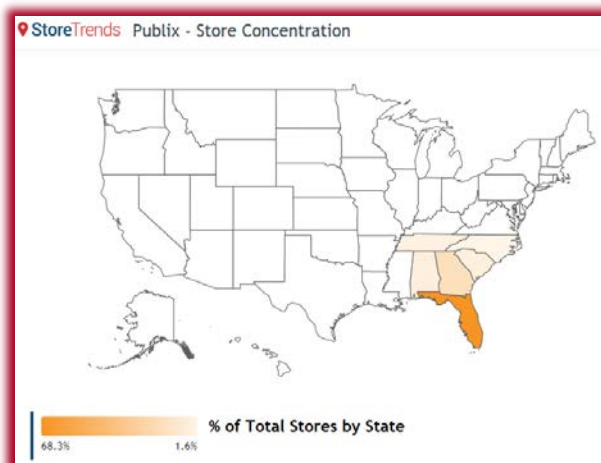 StoreTrends Publix - Store Concentration
% of Total Stores by State
68.3% 1.6%